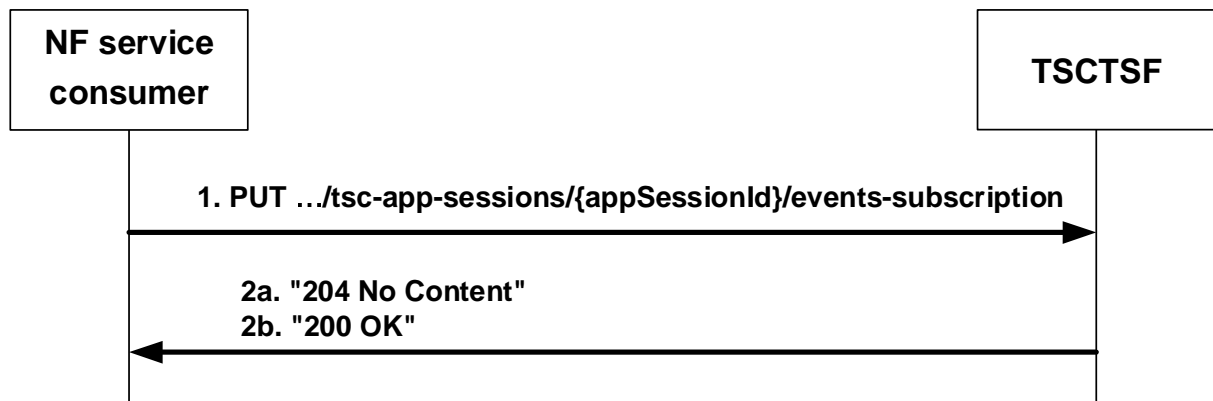 NF service
consumer
TSCTSF
1. PUT …/tsc-app-sessions/{appSessionId}/events-subscription
2a. "204 No Content"
2b. "200 OK"